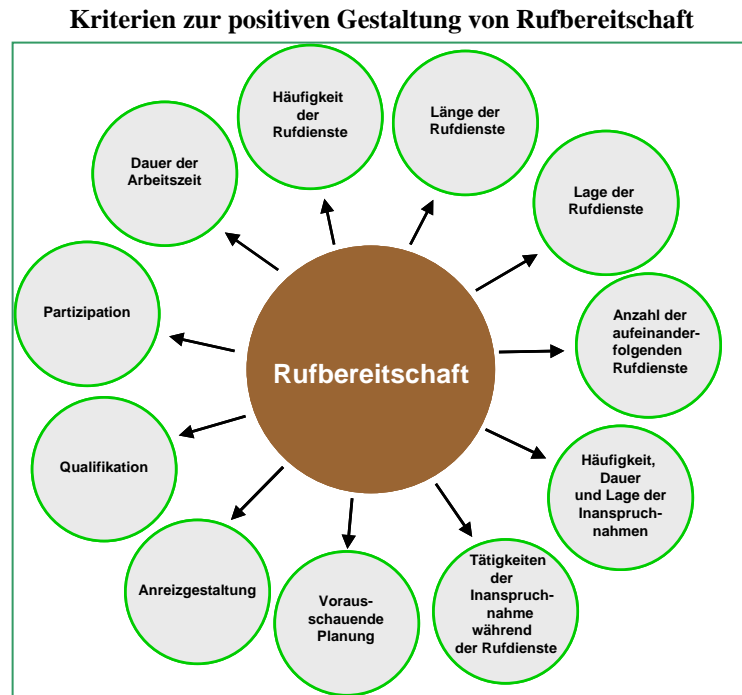 Kriterien zur positiven Gestaltung von Rufbereitschaft
Häufigkeit
der
Rufdienste
Länge der
Rufdienste
Lage der
Rufdienste
Anzahl der
aufeinander-
folgenden
Rufdienste
Häufigkeit,
Dauer
und Lage der
Inanspruch-
nahmen
Tätigkeiten
der
Inanspruch-
nahme
während
der Rufdienste
Voraus-
schauende
Planung
Anreizgestaltung
Qualifikation
Partizipation
Dauer der
Arbeitszeit
Rufbereitschaft